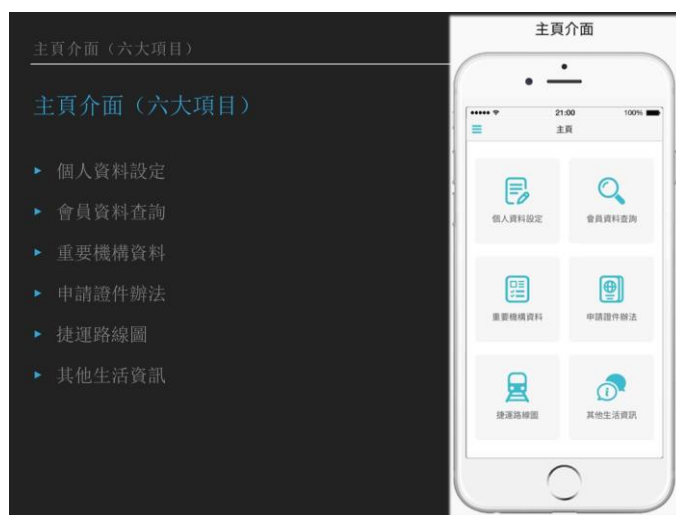 主頁介面（六大項目）
主頁介面（六大項目）
個人資料設定
會員資料查詢
重要機構資料
申請證件辦法
捷運路線圖
其他生活資訊
主頁介面
21:00 100%
主頁
個人資料設定 會員資料查詢
重要機構資料 申請證件辦法
捷運路線圖 其他生活資訊